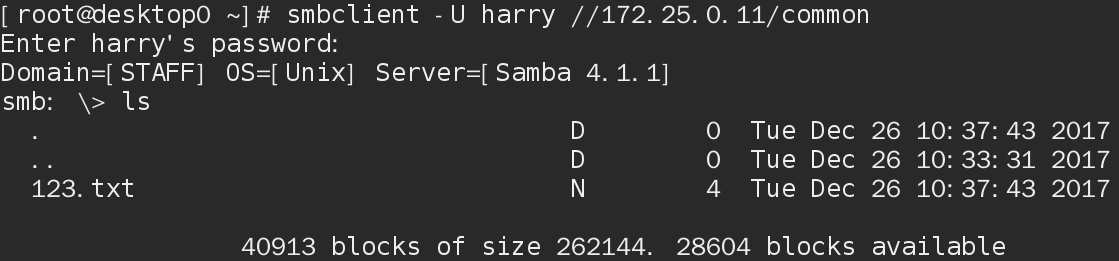 [root@desktop0 ~]# smbclient -U harry //172.25.0.11/common
Enter harry's password:
Domain=[STAFF] OS=[Unix] Server=[Samba 4.1.1]
smb: \> ls
  .                                   D        0  Tue Dec 26 10:37:43 2017
  ..                                  D        0  Tue Dec 26 10:33:31 2017
  123.txt                             N        4  Tue Dec 26 10:37:43 2017

                40913 blocks of size 262144. 28604 blocks available